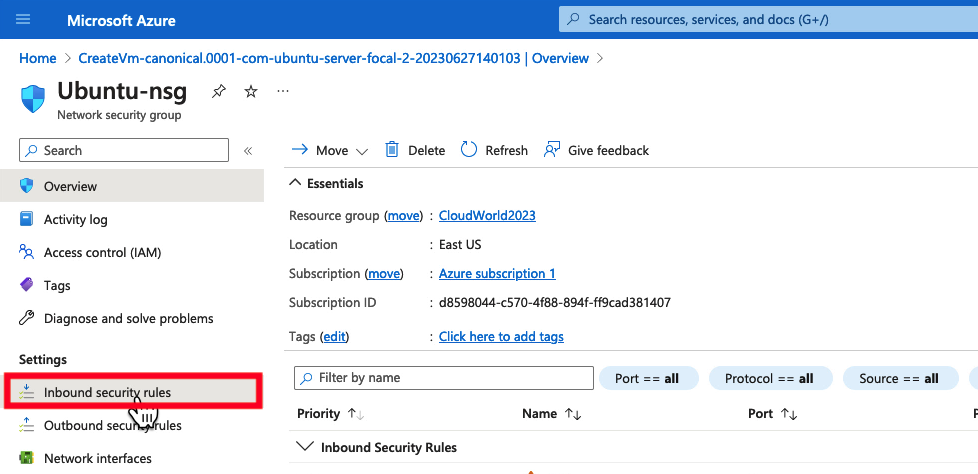 Microsoft Azure
Search resources, services, and docs (G+/)
Home > CreateVm-canonical.0001-com-ubuntu-server-focal-2-20230627140103 | Overview >
Ubuntu-nsg ...
Network security group
Search «
Move Delete Refresh Give feedback
Overview
Activity log
Access control (IAM)
Tags
Diagnose and solve problems
Settings
Inbound security rules
Outbound security rules
Network interfaces
Essentials
Resource group (move) : CloudWorld2023
Location : East US
Subscription (move) : Azure subscription 1
Subscription ID : d8598044-c570-4f88-894f-ff9cad381407
Tags (edit) : Click here to add tags
Filter by name Port == all Protocol == all Source == all
Priority ↑↓ Name ↑↓ Port ↑↓
Inbound Security Rules